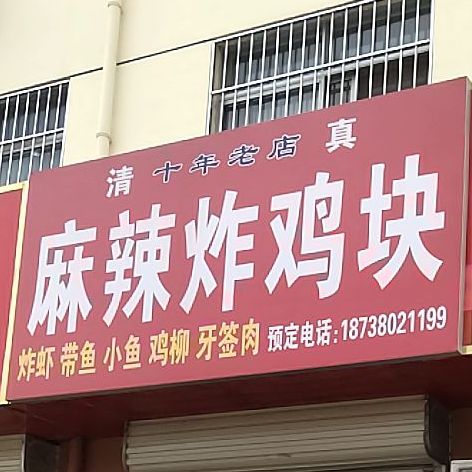 清 十年老店 真
麻辣炸鸡块
炸虾 带鱼 小鱼 鸡柳 牙签肉 预定电话:18738021199